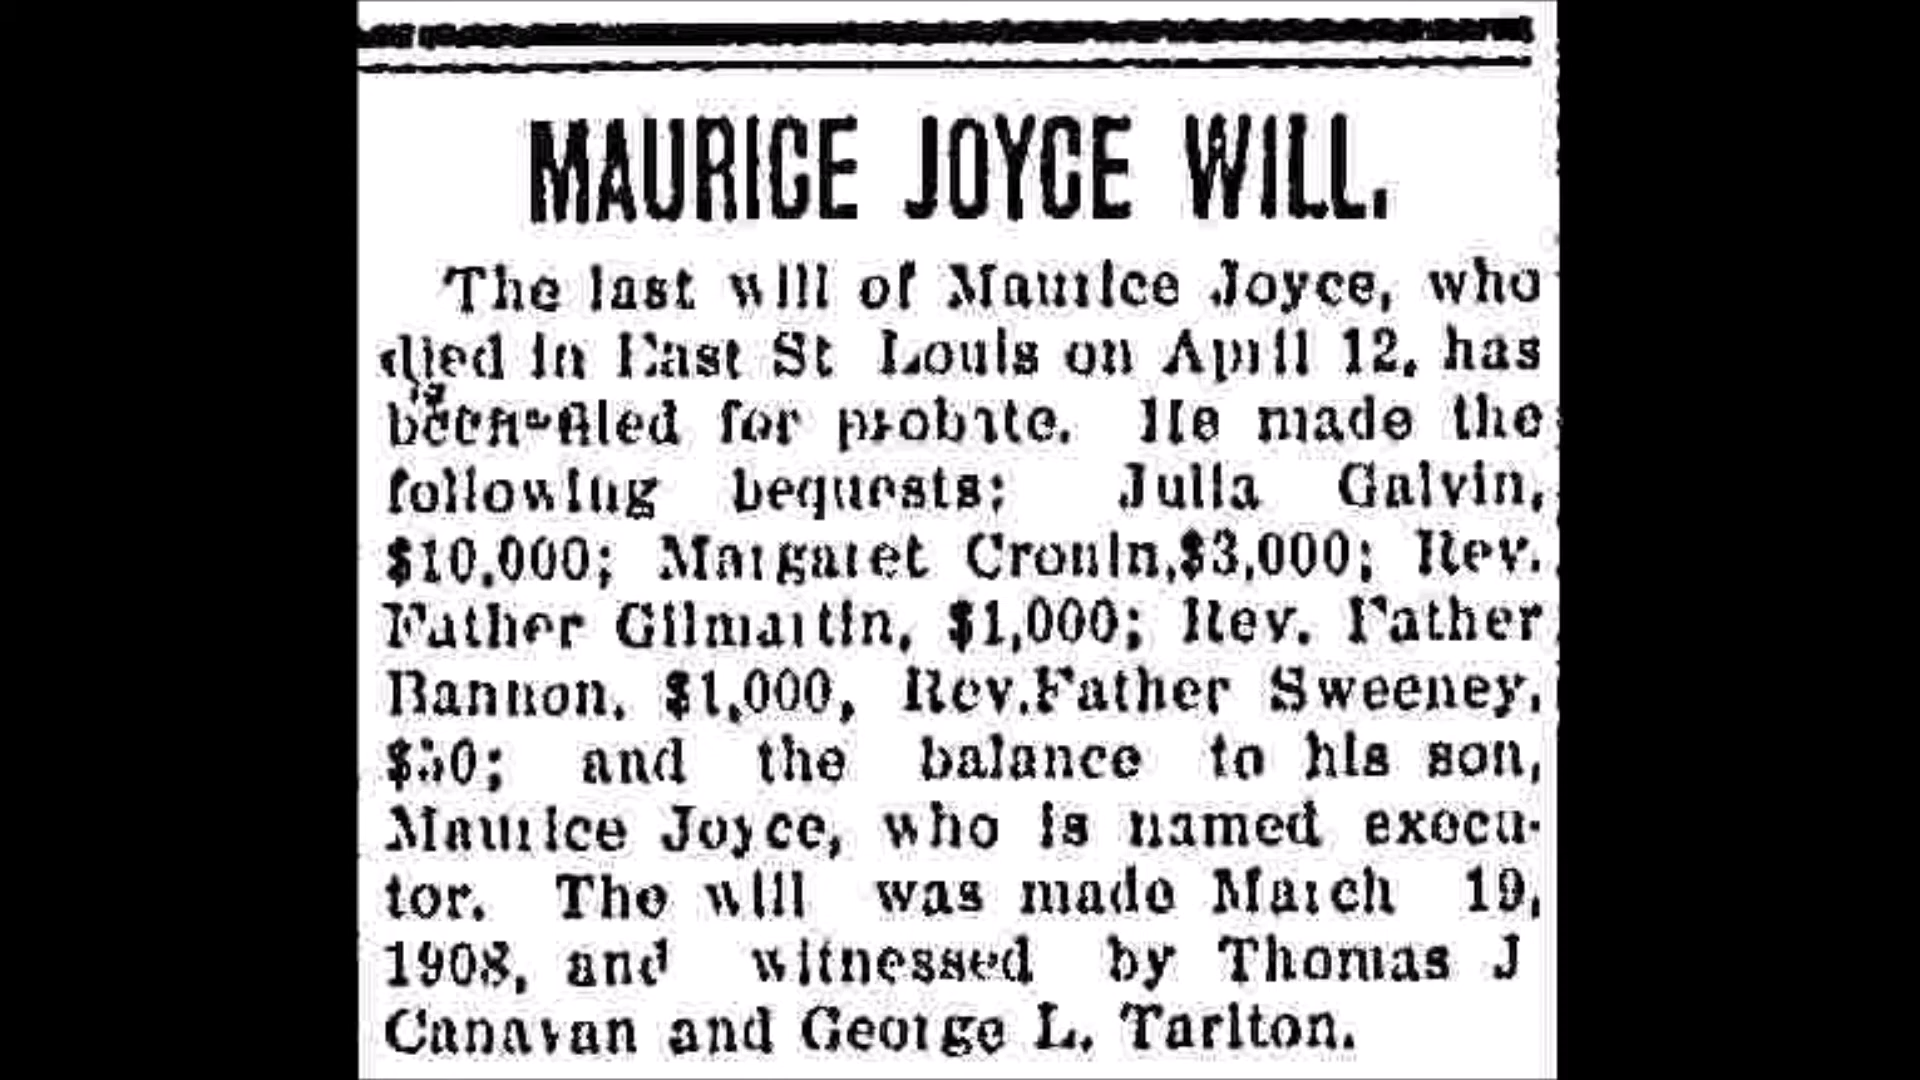 MAURICE JOYCE WILL.
The last will of Maurice Joyce, who
died in East St Louis on April 12, has
been filed for probate. He made the
following bequests; Julia Galvin,
$10,000; Margaret Cronin,$3,000; Rev.
Father Gilmartin, $1,000; Rev. Father
Bannon, $1,000, Rev.Father Sweeney,
$50; and the balance to his son,
Maurice Joyce, who is named execu-
tor. The will was made March 19,
1908, and witnessed by Thomas J
Canavan and George L. Tarlton.